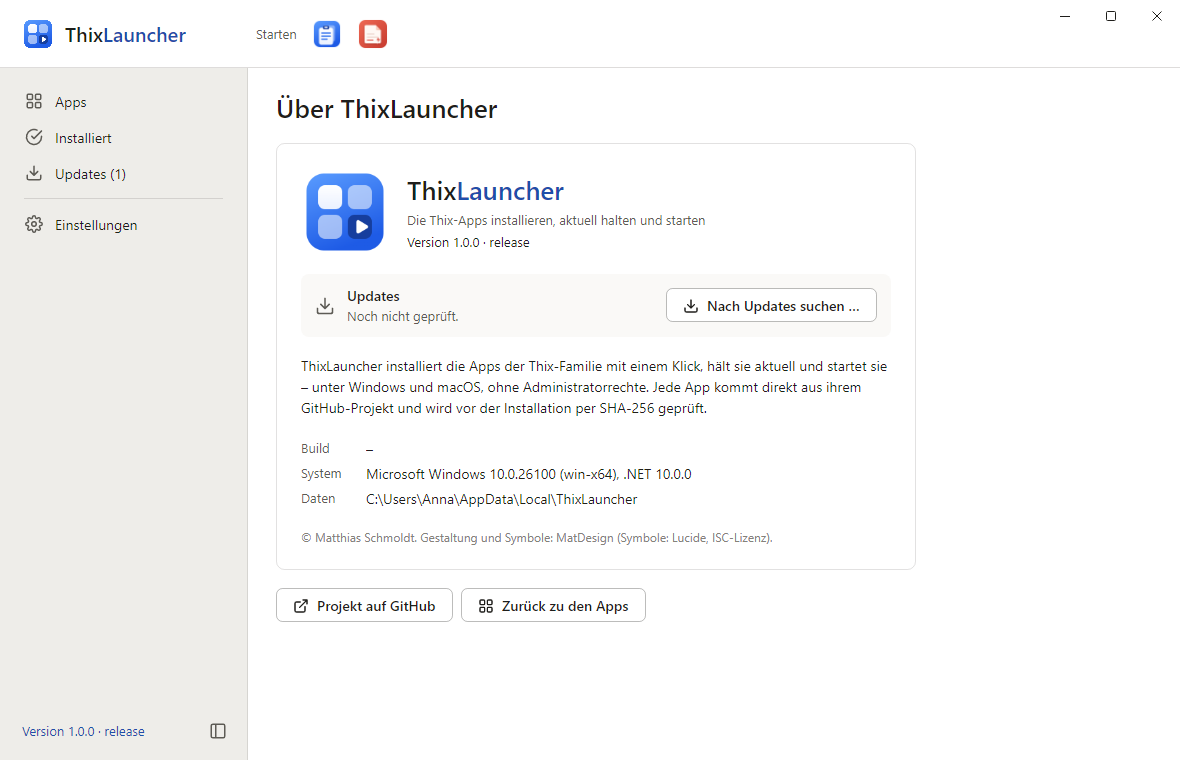 ThixLauncher
Starten
Apps
Installiert
Updates (1)
Einstellungen
Über ThixLauncher
ThixLauncher
Die Thix-Apps installieren, aktuell halten und starten
Version 1.0.0 · release
Updates
Noch nicht geprüft.
Nach Updates suchen ...
ThixLauncher installiert die Apps der Thix-Familie mit einem Klick, hält sie aktuell und startet sie
– unter Windows und macOS, ohne Administratorrechte. Jede App kommt direkt aus ihrem
GitHub-Projekt und wird vor der Installation per SHA-256 geprüft.
Build –
System Microsoft Windows 10.0.26100 (win-x64), .NET 10.0.0
Daten C:\Users\Anna\AppData\Local\ThixLauncher
© Matthias Schmoldt. Gestaltung und Symbole: MatDesign (Symbole: Lucide, ISC-Lizenz).
Projekt auf GitHub
Zurück zu den Apps
Version 1.0.0 · release